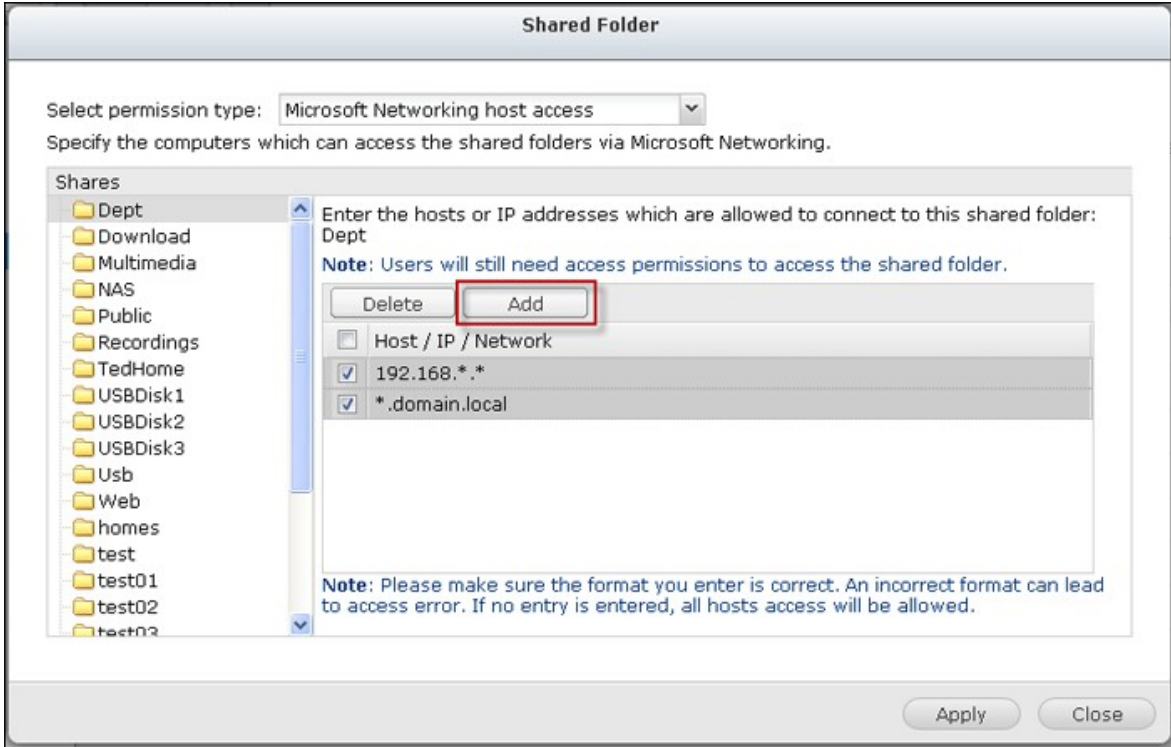 Shared Folder
Select permission type: Microsoft Networking host access
Specify the computers which can access the shared folders via Microsoft Networking.
Shares
Dept
Download
Multimedia
NAS
Public
Recordings
TedHome
USBDisk1
USBDisk2
USBDisk3
Usb
Web
homes
test
test01
test02
test03
Enter the hosts or IP addresses which are allowed to connect to this shared folder:
Dept
Note: Users will still need access permissions to access the shared folder.
Delete Add
Host / IP / Network
192.168.*.*
*.domain.local
Note: Please make sure the format you enter is correct. An incorrect format can lead
to access error. If no entry is entered, all hosts access will be allowed.
Apply Close